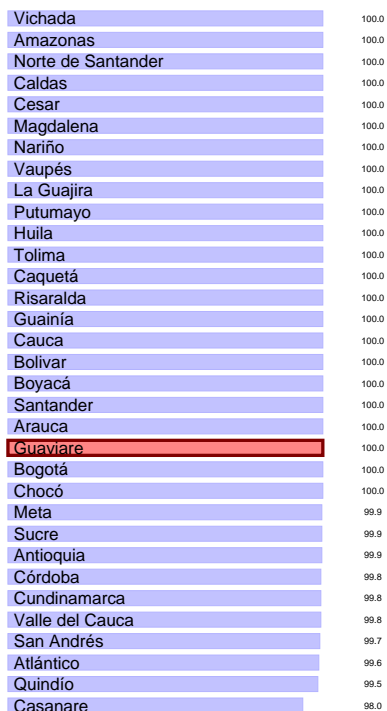 Vichada 100.0
Amazonas 100.0
Norte de Santander 100.0
Caldas 100.0
Cesar 100.0
Magdalena 100.0
Nariño 100.0
Vaupés 100.0
La Guajira 100.0
Putumayo 100.0
Huila 100.0
Tolima 100.0
Caquetá 100.0
Risaralda 100.0
Guainía 100.0
Cauca 100.0
Bolivar 100.0
Boyacá 100.0
Santander 100.0
Arauca 100.0
Guaviare 100.0
Bogotá 100.0
Chocó 100.0
Meta 99.9
Sucre 99.9
Antioquia 99.9
Córdoba 99.8
Cundinamarca 99.8
Valle del Cauca 99.8
San Andrés 99.7
Atlántico 99.6
Quindío 99.5
Casanare 98.0